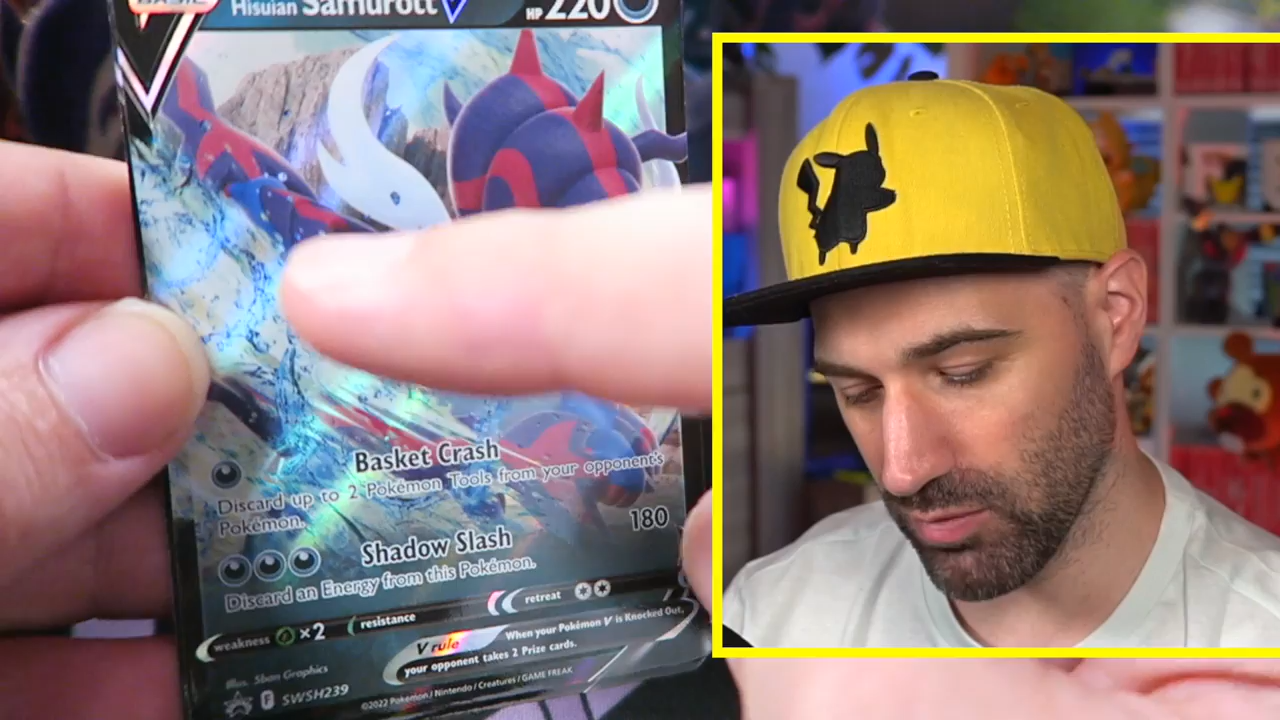 BASIC
Hisuian Samurott V
HP 220
Basket Crash
Discard up to 2 Pokémon Tools from your opponent's
Pokémon.
Shadow Slash 180
Discard an Energy from this Pokémon.
weakness ×2 resistance retreat
V rule When your Pokémon V is Knocked Out,
your opponent takes 2 Prize cards.
Illus. 5ban Graphics
F SWSH239
©2022 Pokémon / Nintendo / Creatures / GAME FREAK